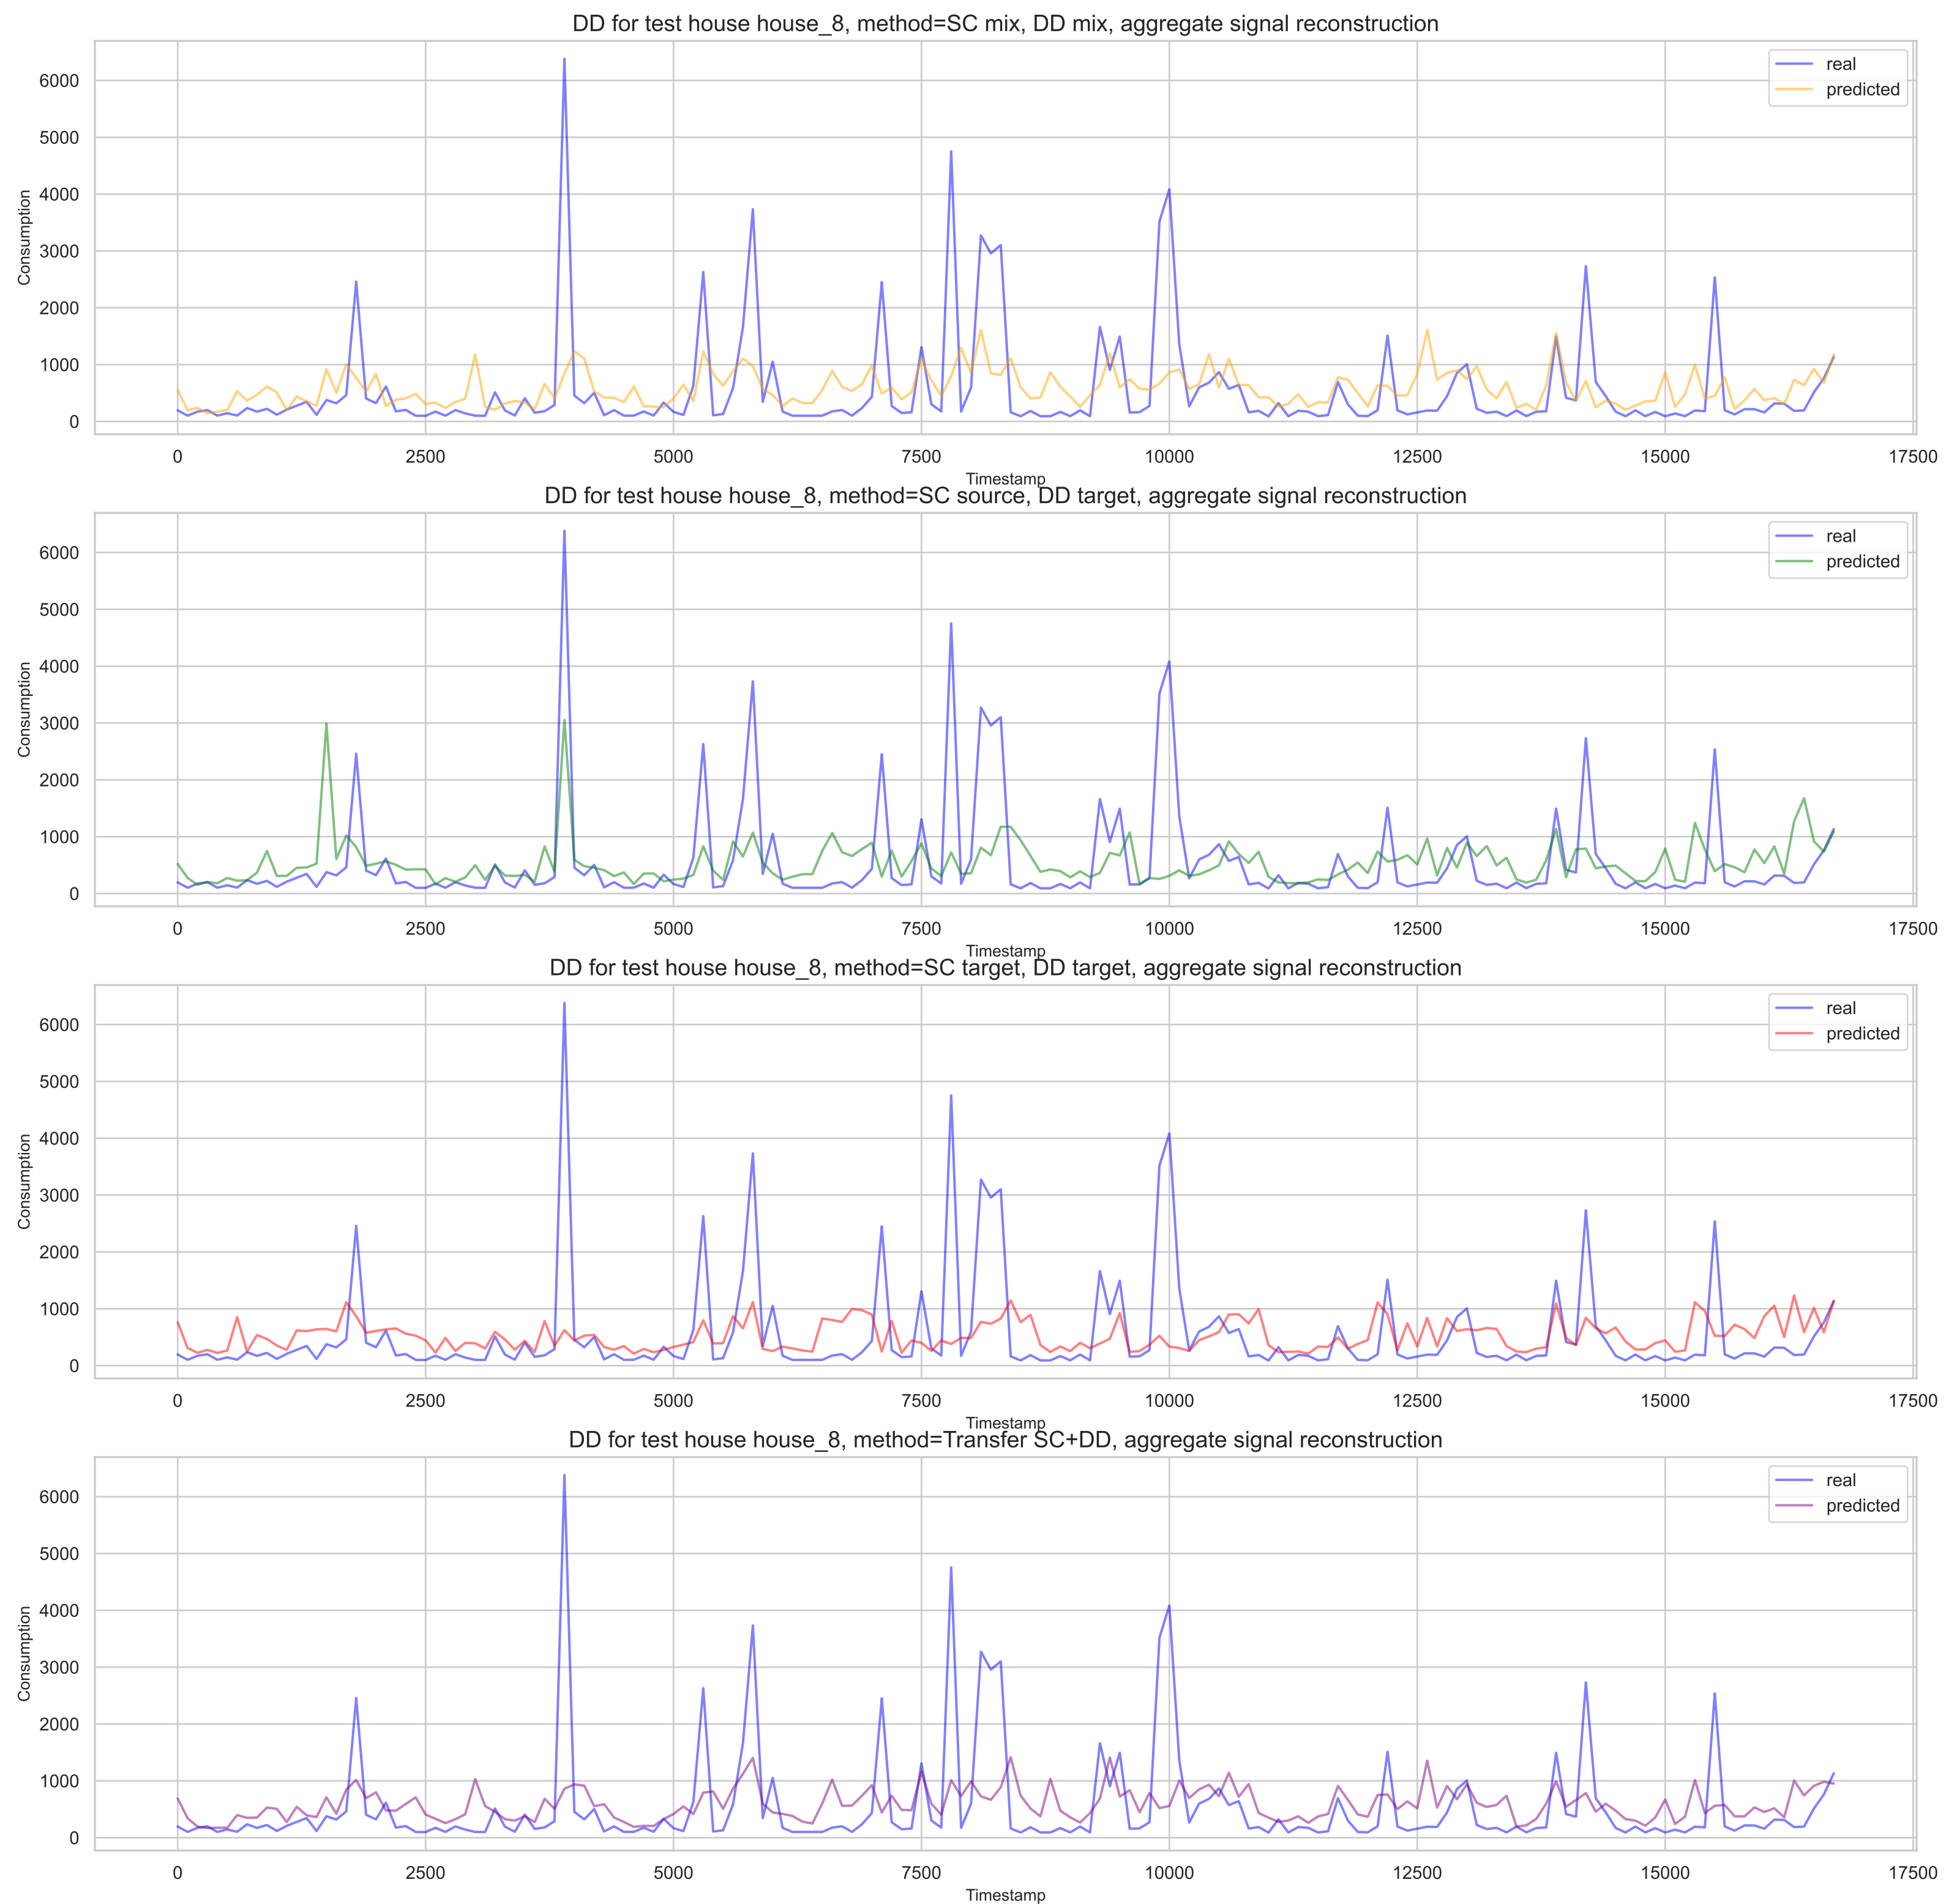 DD for test house house_8, method=SC mix, DD mix, aggregate signal reconstruction
real
predicted
6000
5000
4000
3000
2000
1000
0
Consumption
0 2500 5000 7500 10000 12500 15000 17500
Timestamp
DD for test house house_8, method=SC source, DD target, aggregate signal reconstruction
real
predicted
6000
5000
4000
3000
2000
1000
0
Consumption
0 2500 5000 7500 10000 12500 15000 17500
Timestamp
DD for test house house_8, method=SC target, DD target, aggregate signal reconstruction
real
predicted
6000
5000
4000
3000
2000
1000
0
Consumption
0 2500 5000 7500 10000 12500 15000 17500
Timestamp
DD for test house house_8, method=Transfer SC+DD, aggregate signal reconstruction
real
predicted
6000
5000
4000
3000
2000
1000
0
Consumption
0 2500 5000 7500 10000 12500 15000 17500
Timestamp